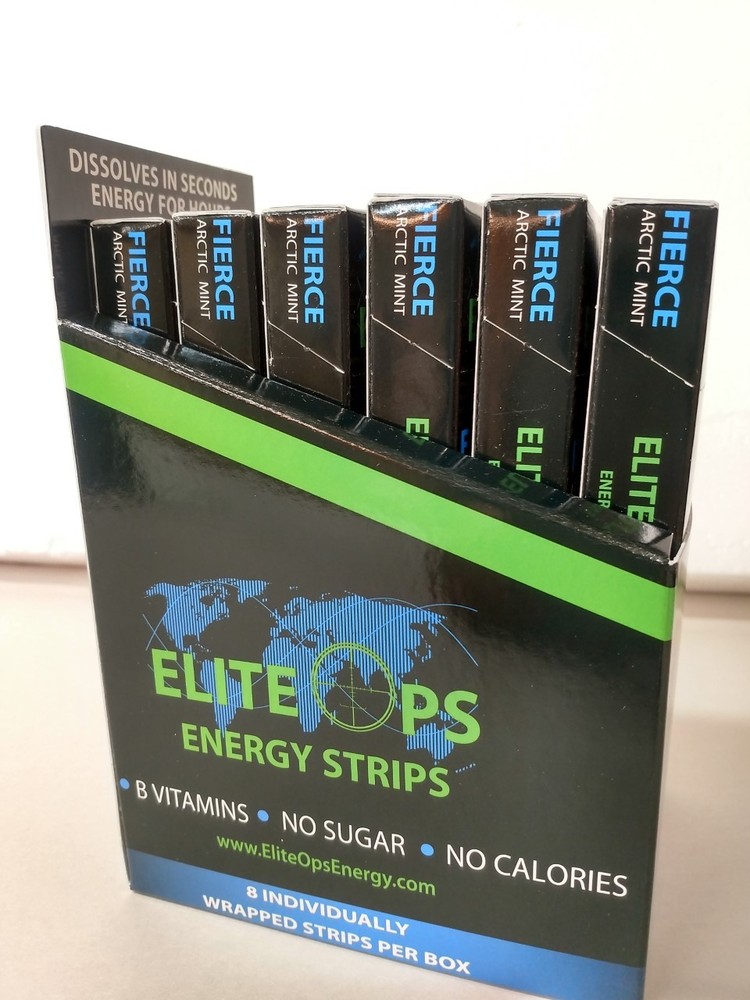 DISSOLVES IN SECONDS
ENERGY FOR HOURS
FIERCE
ARCTIC MINT
FIERCE
ARCTIC MINT
FIERCE
ARCTIC MINT
FIERCE
ARCTIC MINT
FIERCE
ARCTIC MINT
FIERCE
ARCTIC MINT
ELITE
ELITE OPS
ENERGY STRIPS
• B VITAMINS • NO SUGAR • NO CALORIES
www.EliteOpsEnergy.com
8 INDIVIDUALLY
WRAPPED STRIPS PER BOX